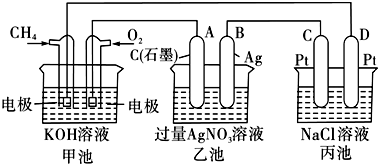 CH₄ O₂ A B C D
C(石墨) Ag Pt Pt
电极 电极
KOH溶液 过量AgNO₃溶液 NaCl溶液
甲池 乙池 丙池